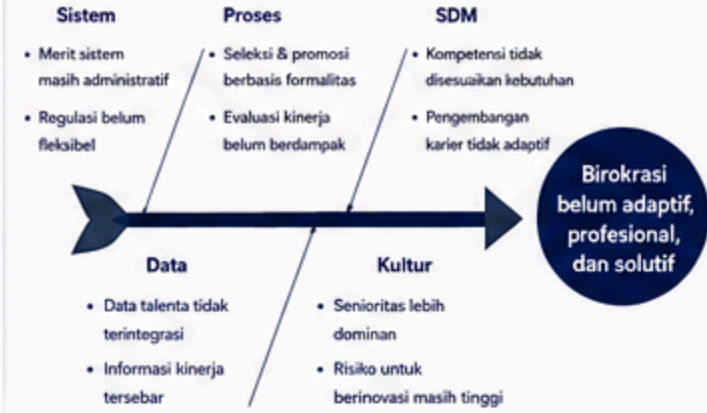 Sistem
• Merit sistem
masih administratif
• Regulasi belum
fleksibel
Proses
• Seleksi & promosi
berbasis formalitas
• Evaluasi kinerja
belum berdampak
SDM
• Kompetensi tidak
disesuaikan kebutuhan
• Pengembangan
karier tidak adaptif
Birokrasi
belum adaptif,
profesional,
dan solutif
Data
• Data talenta tidak
terintegrasi
• Informasi kinerja
tersebar
Kultur
• Senioritas lebih
dominan
• Risiko untuk
berinovasi masih tinggi